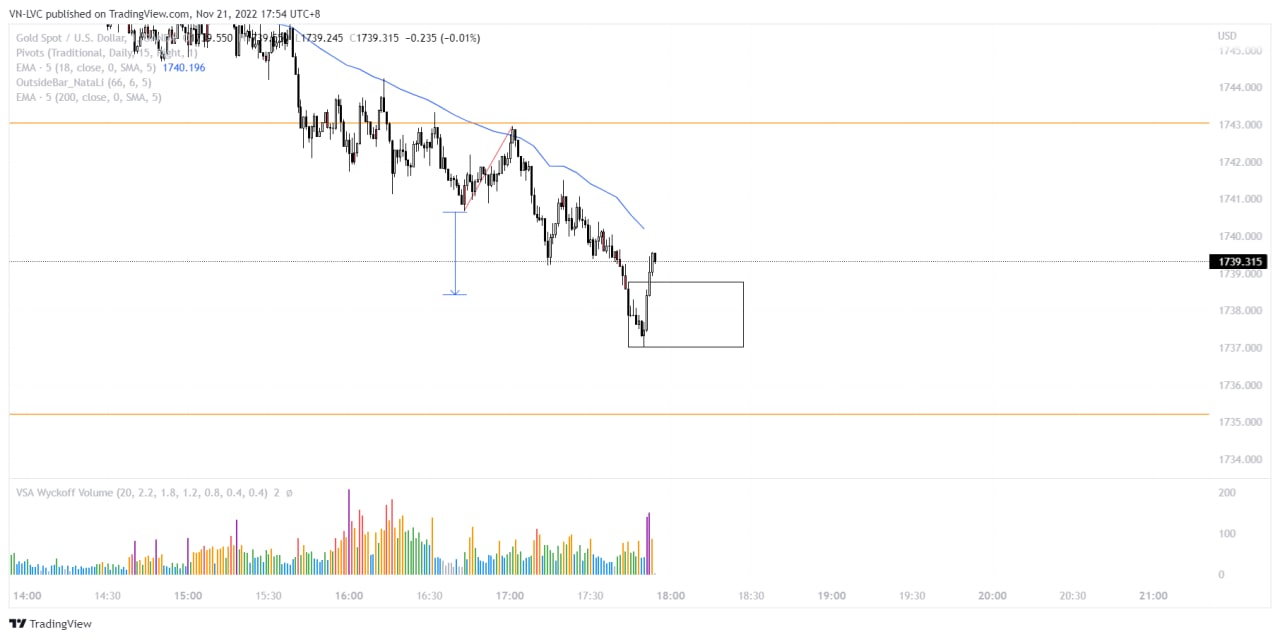 VN-LVC published on TradingView.com, Nov 21, 2022 17:54 UTC+8
Gold Spot / U.S. Dollar, L1739.245 C1739.315 −0.235 (−0.01%)
USD
Pivots (Traditional, Daily, 15, Right, 1)
EMA · 5 (18, close, 0, SMA, 5) 1740.196
OutsideBar_NataLi (66, 6, 5)
EMA · 5 (200, close, 0, SMA, 5)
1745.000
1744.000
1743.000
1742.000
1741.000
1740.000
1739.315
1739.000
1738.000
1737.000
1736.000
1735.000
1734.000
VSA Wyckoff Volume (20, 2.2, 1.8, 1.2, 0.8, 0.4, 0.4) 2 ø
200
100
0
14:00 14:30 15:00 15:30 16:00 16:30 17:00 17:30 18:00 18:30 19:00 19:30 20:00 20:30 21:00
TradingView